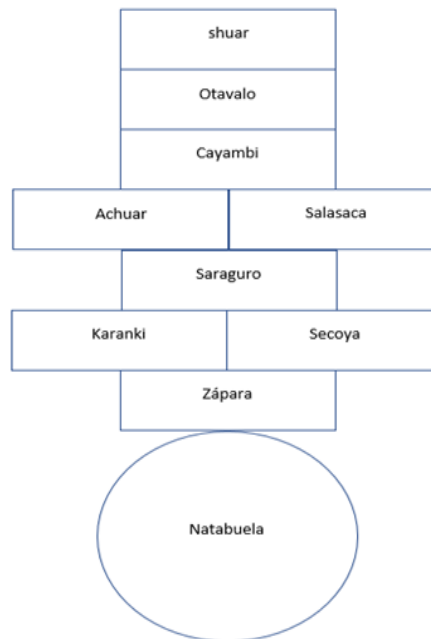 shuar
Otavalo
Cayambi
Achuar
Salasaca
Saraguro
Karanki
Secoya
Zápara
Natabuela